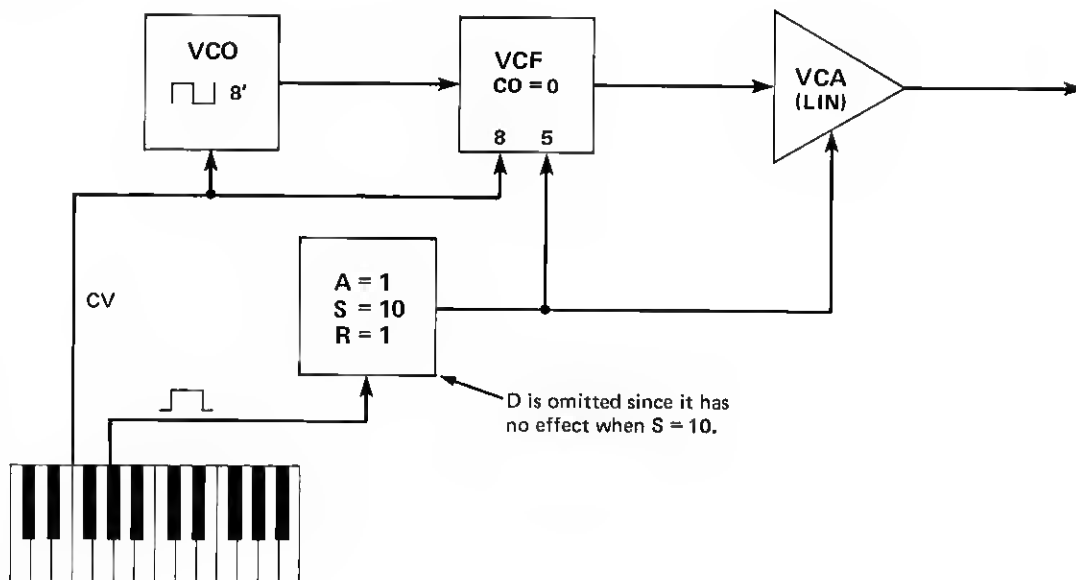 VCO
8'
VCF
CO = 0
8 5
VCA
(LIN)
CV
A = 1
S = 10
R = 1
D is omitted since it has
no effect when S = 10.